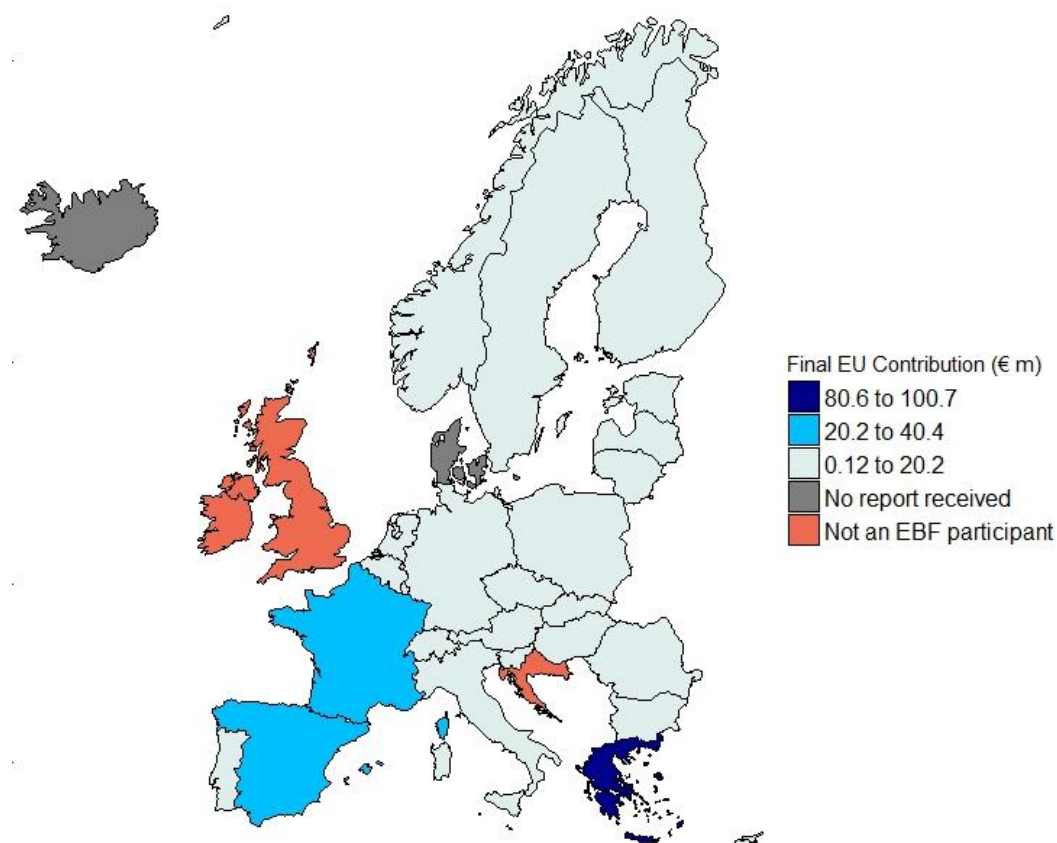 Final EU Contribution (€ m)
80.6 to 100.7
20.2 to 40.4
0.12 to 20.2
No report received
Not an EBF participant